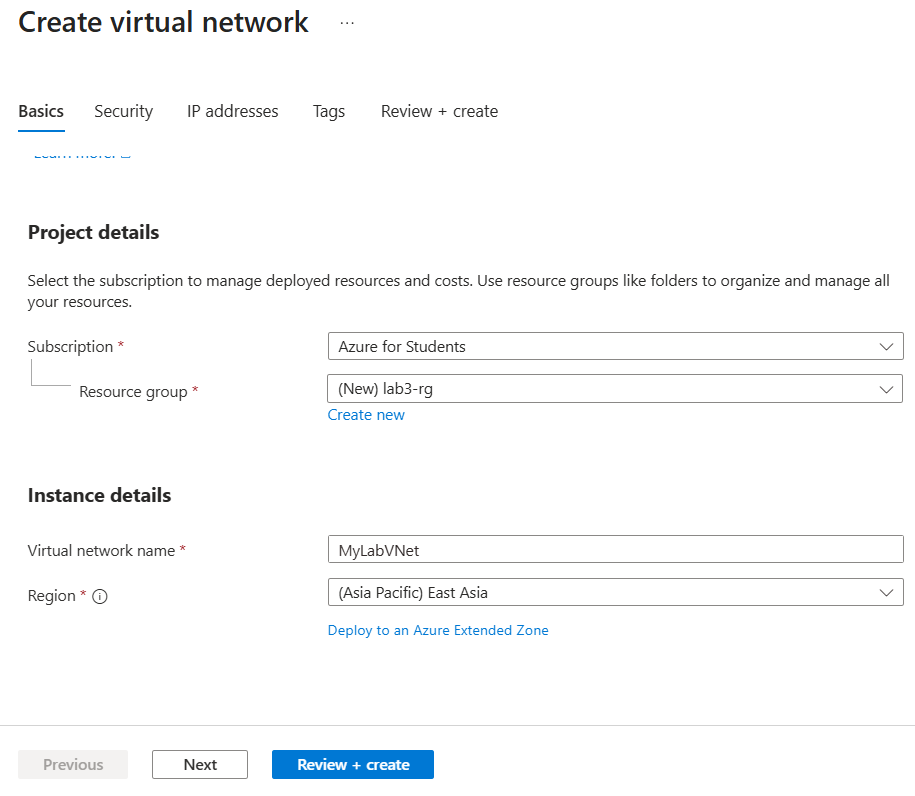 Create virtual network ...
Basics Security IP addresses Tags Review + create
Learn more.
Project details
Select the subscription to manage deployed resources and costs. Use resource groups like folders to organize and manage all
your resources.
Subscription * Azure for Students
Resource group * (New) lab3-rg
Create new
Instance details
Virtual network name * MyLabVNet
Region * (Asia Pacific) East Asia
Deploy to an Azure Extended Zone
Previous Next Review + create